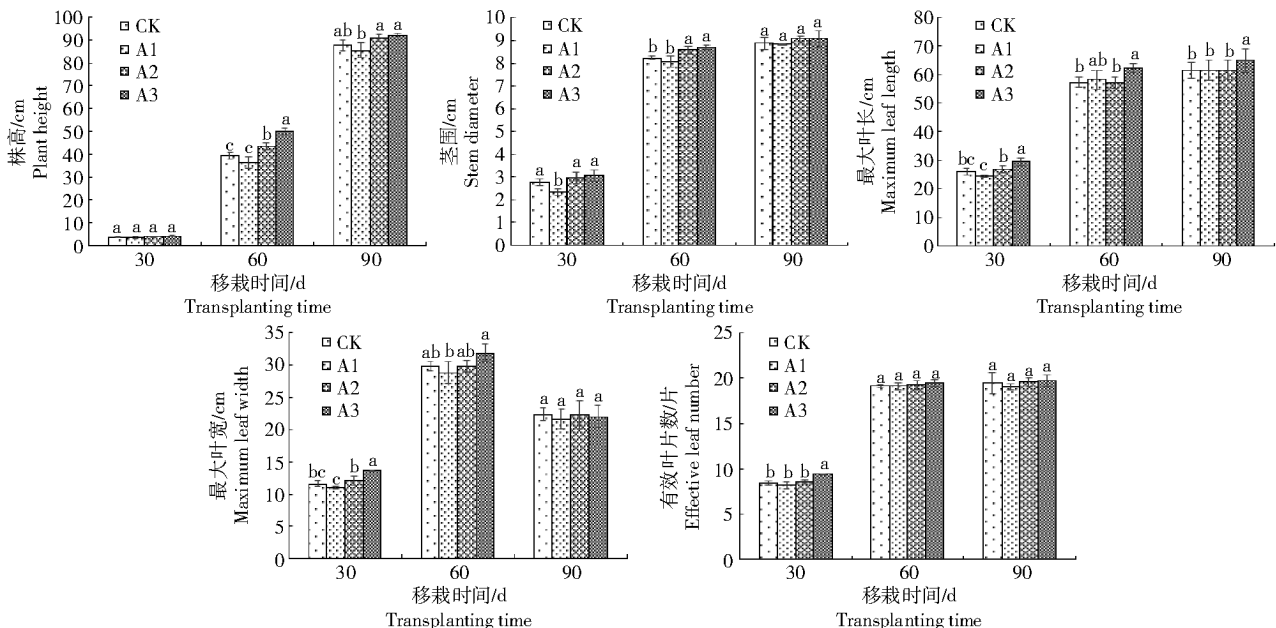 株高/cm
Plant height
100
90
80
70
60
50
40
30
20
10
0
CK
A1
A2
A3
a a a a
c c b a
ab b a a
30 60 90
移栽时间/d
Transplanting time
茎围/cm
Stem diameter
10
9
8
7
6
5
4
3
2
1
0
CK
A1
A2
A3
a b a a
b b a a
a a a a
30 60 90
移栽时间/d
Transplanting time
最大叶长/cm
Maximum leaf length
80
70
60
50
40
30
20
10
0
CK
A1
A2
A3
bc c b a
b ab b a
b b b a
30 60 90
移栽时间/d
Transplanting time
最大叶宽/cm
Maximum leaf width
35
30
25
20
15
10
5
0
CK
A1
A2
A3
bc c b a
ab b ab a
a a a a
30 60 90
移栽时间/d
Transplanting time
有效叶片数/片
Effective leaf number
25
20
15
10
5
0
CK
A1
A2
A3
b b b a
a a a a
a a a a
30 60 90
移栽时间/d
Transplanting time